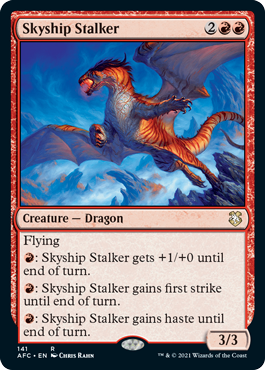 Skyship Stalker 2
Creature — Dragon
Flying
: Skyship Stalker gets +1/+0 until
end of turn.
: Skyship Stalker gains first strike
until end of turn.
: Skyship Stalker gains haste until
end of turn.
3/3
141 R
AFC • EN Chris Rahn ™ & © 2021 Wizards of the Coast